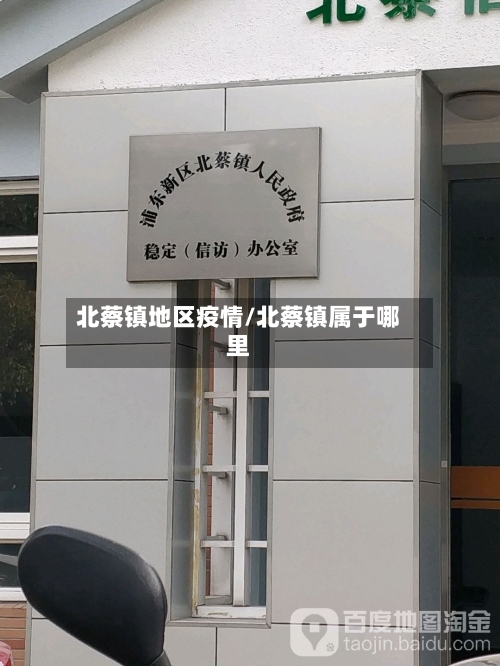 北蔡信
浦东新区北蔡镇人民政府
稳定（信访）办公室
北蔡镇地区疫情/北蔡镇属于哪
里
百度地图淘金
taojin.baidu.com